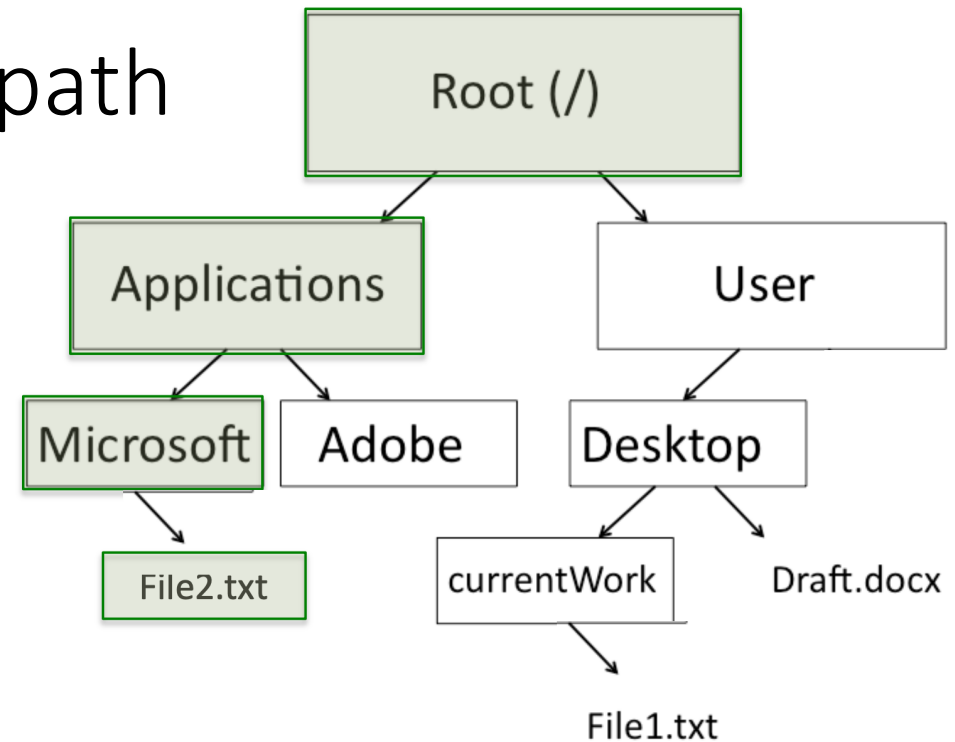 path
Root (/)
Applications
User
Microsoft
Adobe
Desktop
File2.txt
currentWork
Draft.docx
File1.txt